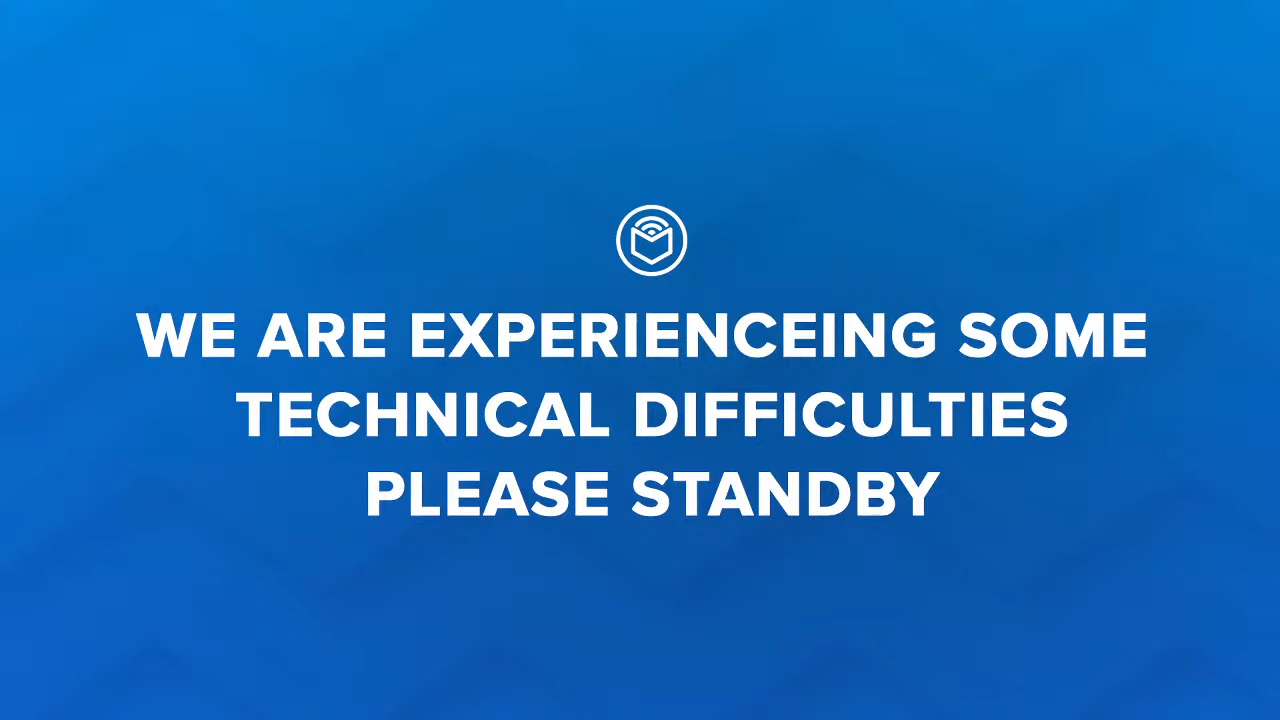 WE ARE EXPERIENCEING SOME
TECHNICAL DIFFICULTIES
PLEASE STANDBY